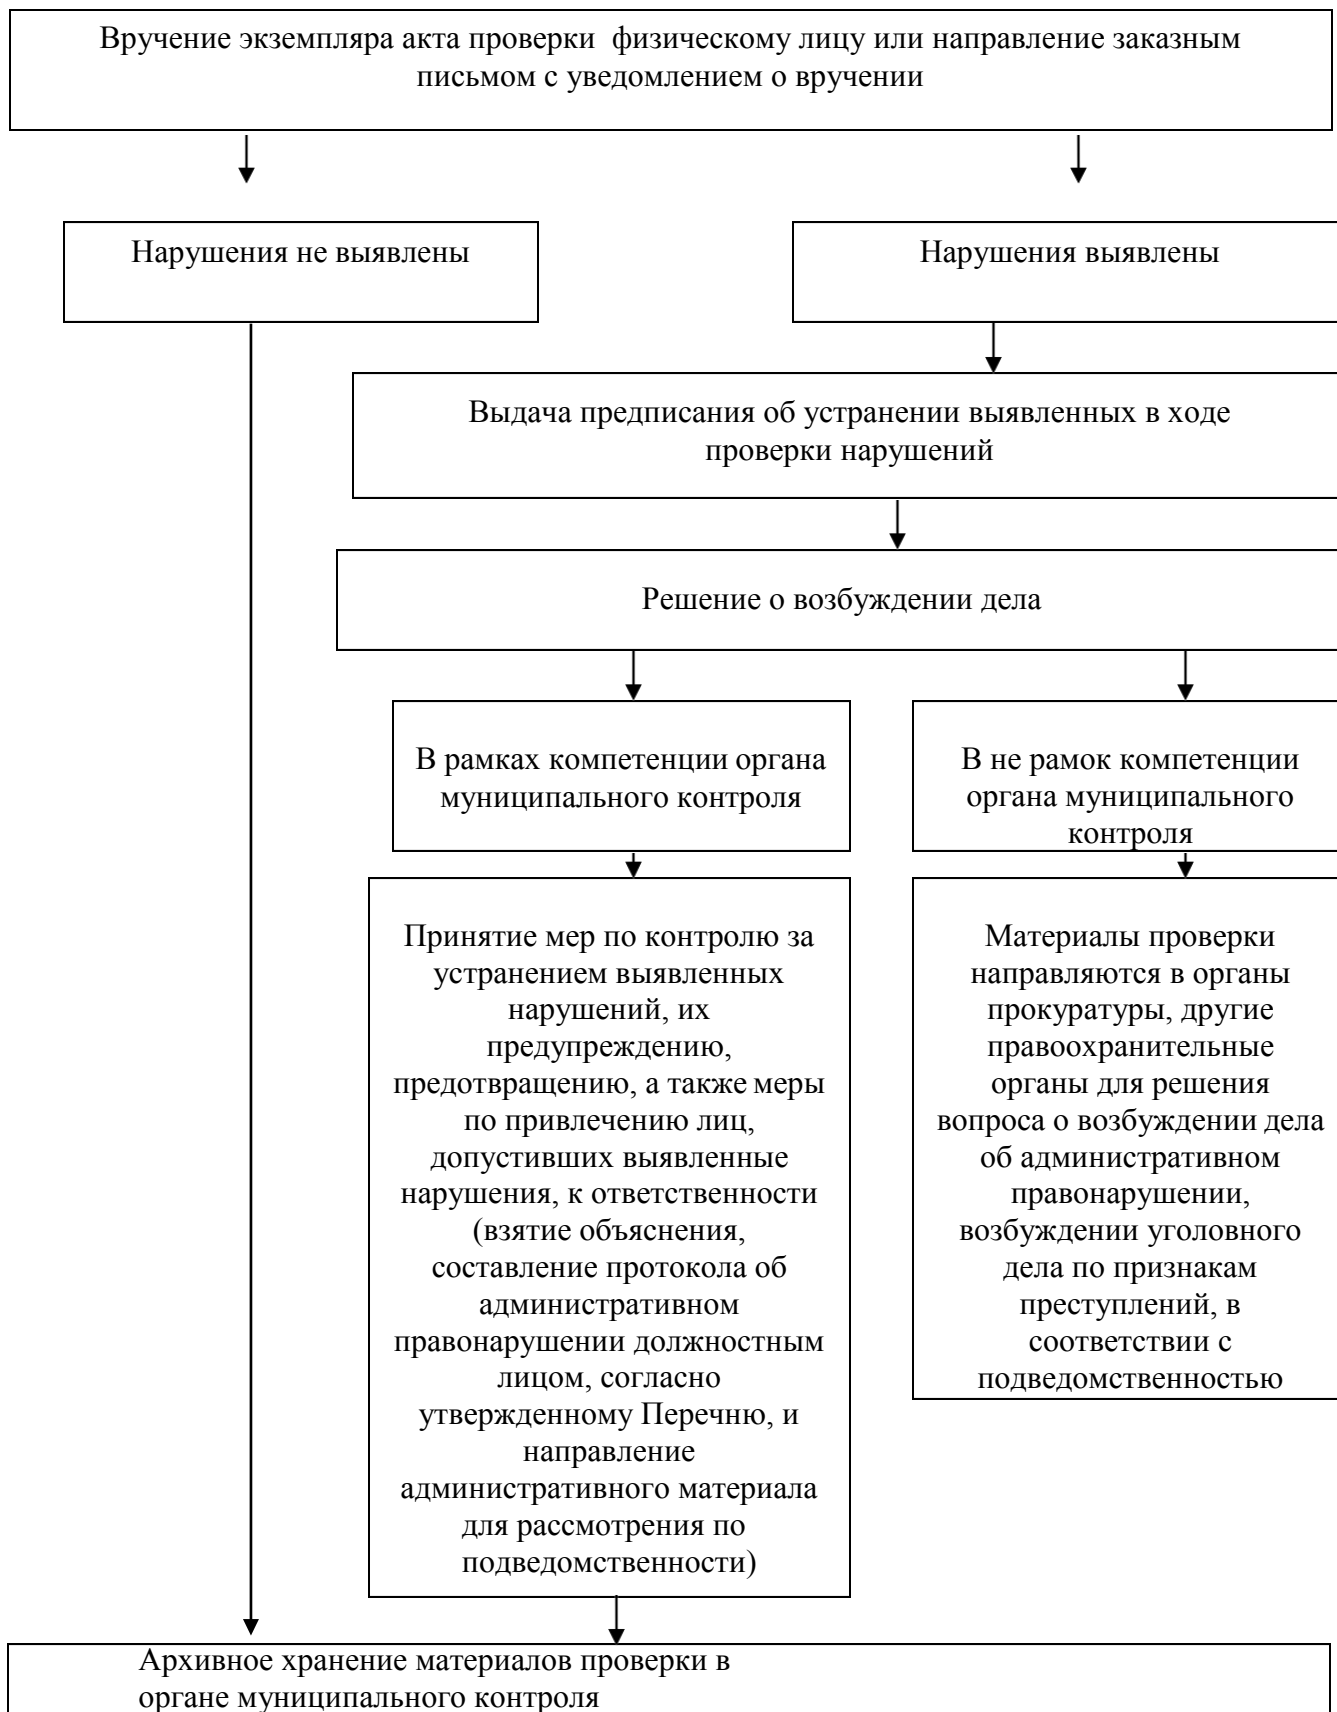 Вручение экземпляра акта проверки  физическому лицу или направление заказным
письмом с уведомлением о вручении
Нарушения не выявлены
Нарушения выявлены
Выдача предписания об устранении выявленных в ходе
проверки нарушений
Решение о возбуждении дела
В рамках компетенции органа
муниципального контроля
В не рамок компетенции
органа муниципального
контроля
Принятие мер по контролю за
устранением выявленных
нарушений, их
предупреждению,
предотвращению, а также меры
по привлечению лиц,
допустивших выявленные
нарушения, к ответственности
(взятие объяснения,
составление протокола об
административном
правонарушении должностным
лицом, согласно
утвержденному Перечню, и
направление
административного материала
для рассмотрения по
подведомственности)
Материалы проверки
направляются в органы
прокуратуры, другие
правоохранительные
органы для решения
вопроса о возбуждении дела
об административном
правонарушении,
возбуждении уголовного
дела по признакам
преступлений, в
соответствии с
подведомственностью
Архивное хранение материалов проверки в
органе муниципального контроля